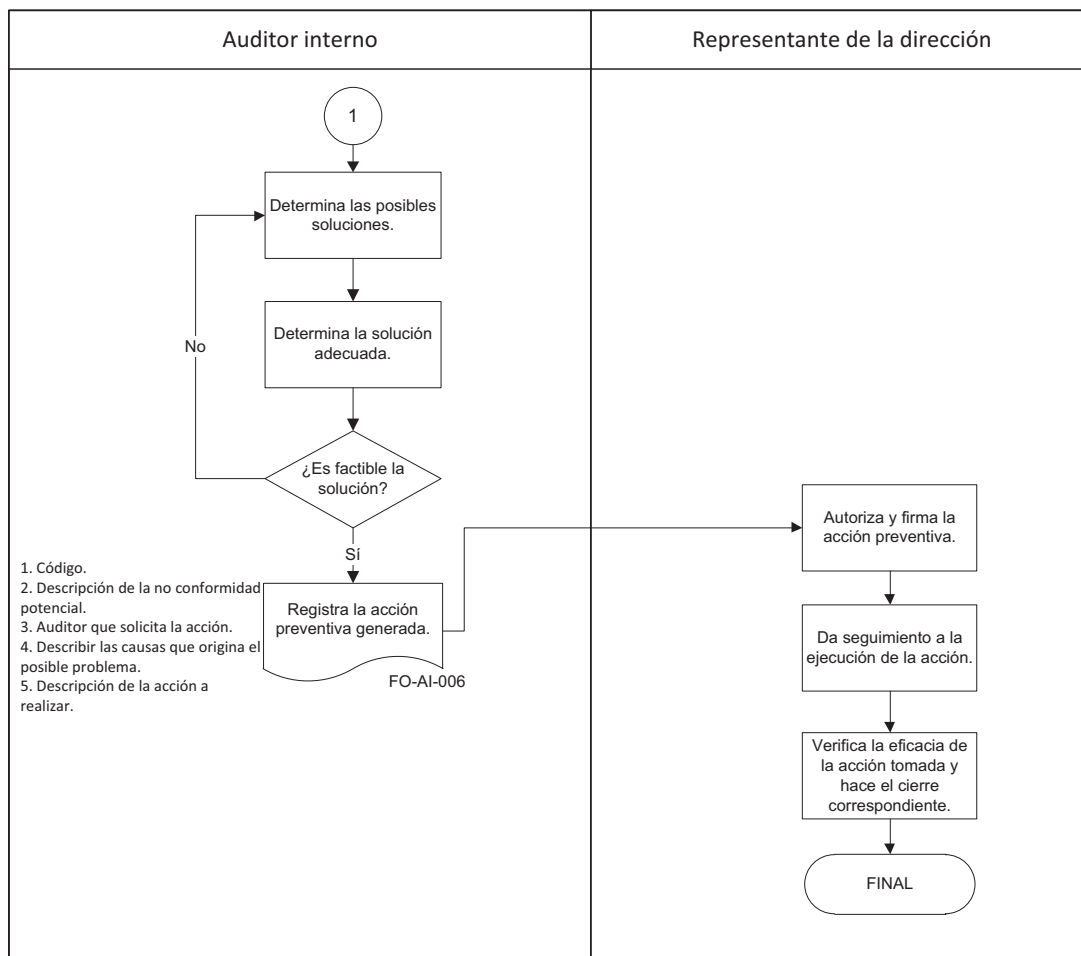 Auditor interno
Representante de la dirección
1
Determina las posibles
soluciones.
Determina la solución
adecuada.
No
¿Es factible la
solución?
Sí
1. Código.
2. Descripción de la no conformidad
potencial.
3. Auditor que solicita la acción.
4. Describir las causas que origina el
posible problema.
5. Descripción de la acción a
realizar.
Registra la acción
preventiva generada.
FO-AI-006
Autoriza y firma la
acción preventiva.
Da seguimiento a la
ejecución de la acción.
Verifica la eficacia de
la acción tomada y
hace el cierre
correspondiente.
FINAL